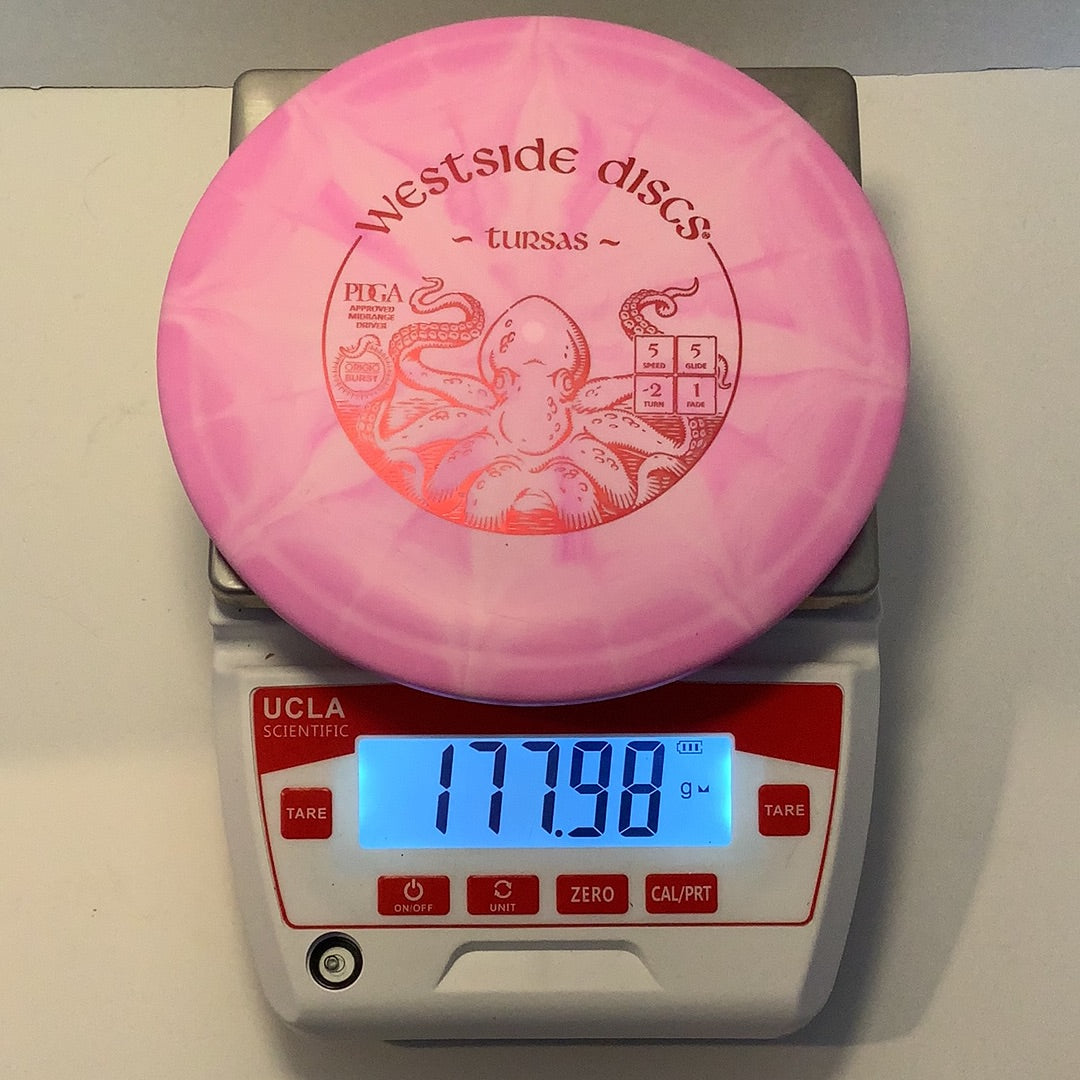 Westside Discs®
~ Tursas ~
PDGA
APPROVED
MIDRANGE
DRIVER
ORIGIO
BURST
5
SPEED
5
GLIDE
-2
TURN
1
FADE
UCLA
SCIENTIFIC
177.98
g
TARE
TARE
ON/OFF
UNIT
ZERO
CAL/PRT